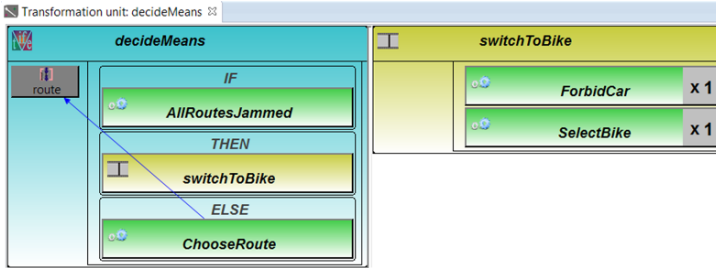 Transformation unit: decideMeans
decideMeans
route
IF
AllRoutesJammed
THEN
switchToBike
ELSE
ChooseRoute
switchToBike
ForbidCar
x 1
SelectBike
x 1